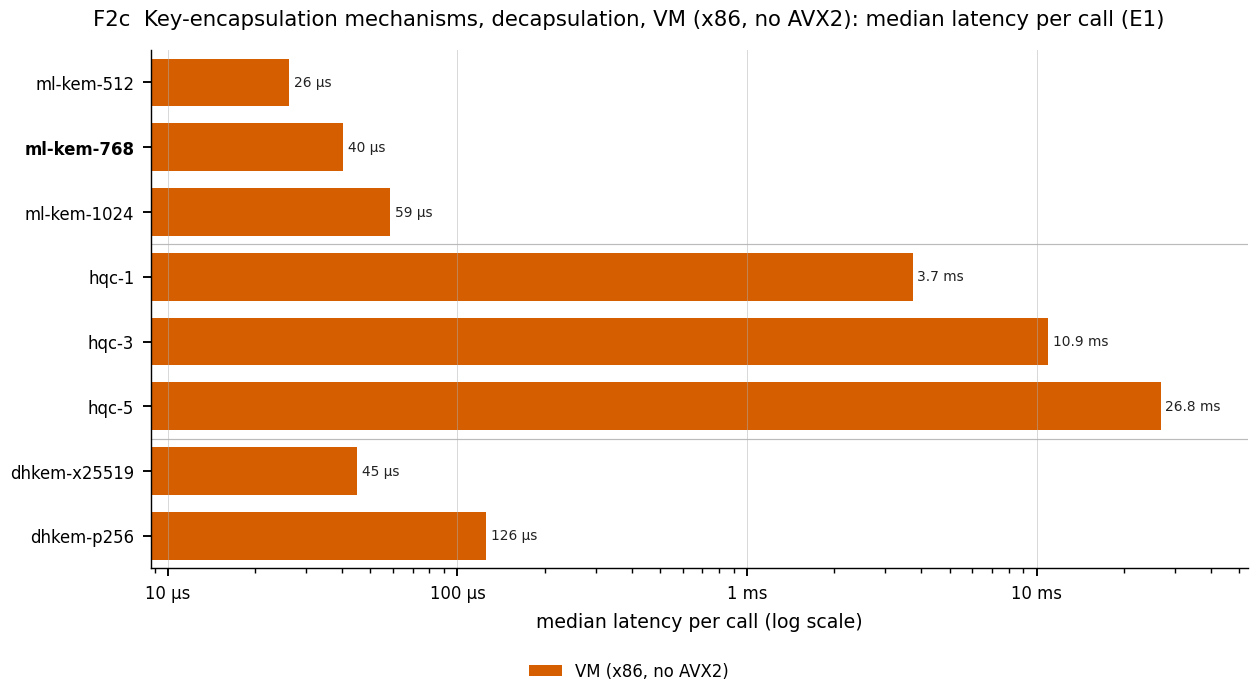 F2c  Key-encapsulation mechanisms, decapsulation, VM (x86, no AVX2): median latency per call (E1)
ml-kem-512 26 µs
ml-kem-768 40 µs
ml-kem-1024 59 µs
hqc-1 3.7 ms
hqc-3 10.9 ms
hqc-5 26.8 ms
dhkem-x25519 45 µs
dhkem-p256 126 µs
10 µs 100 µs 1 ms 10 ms
median latency per call (log scale)
VM (x86, no AVX2)